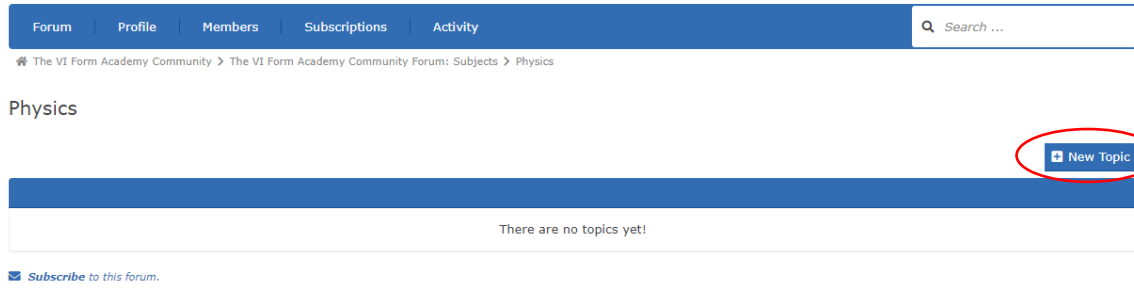 Forum Profile Members Subscriptions Activity Search ...
The VI Form Academy Community > The VI Form Academy Community Forum: Subjects > Physics
Physics
New Topic
There are no topics yet!
Subscribe to this forum.